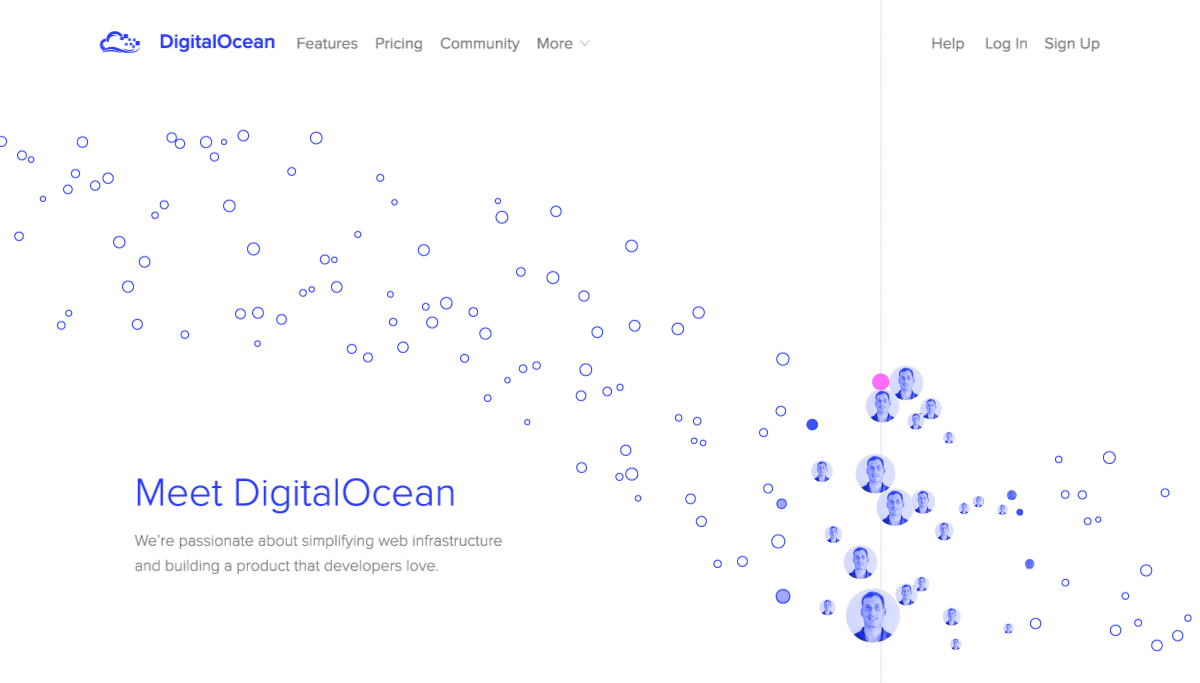 DigitalOcean Features Pricing Community More Help Log In Sign Up
Meet DigitalOcean
We're passionate about simplifying web infrastructure
and building a product that developers love.